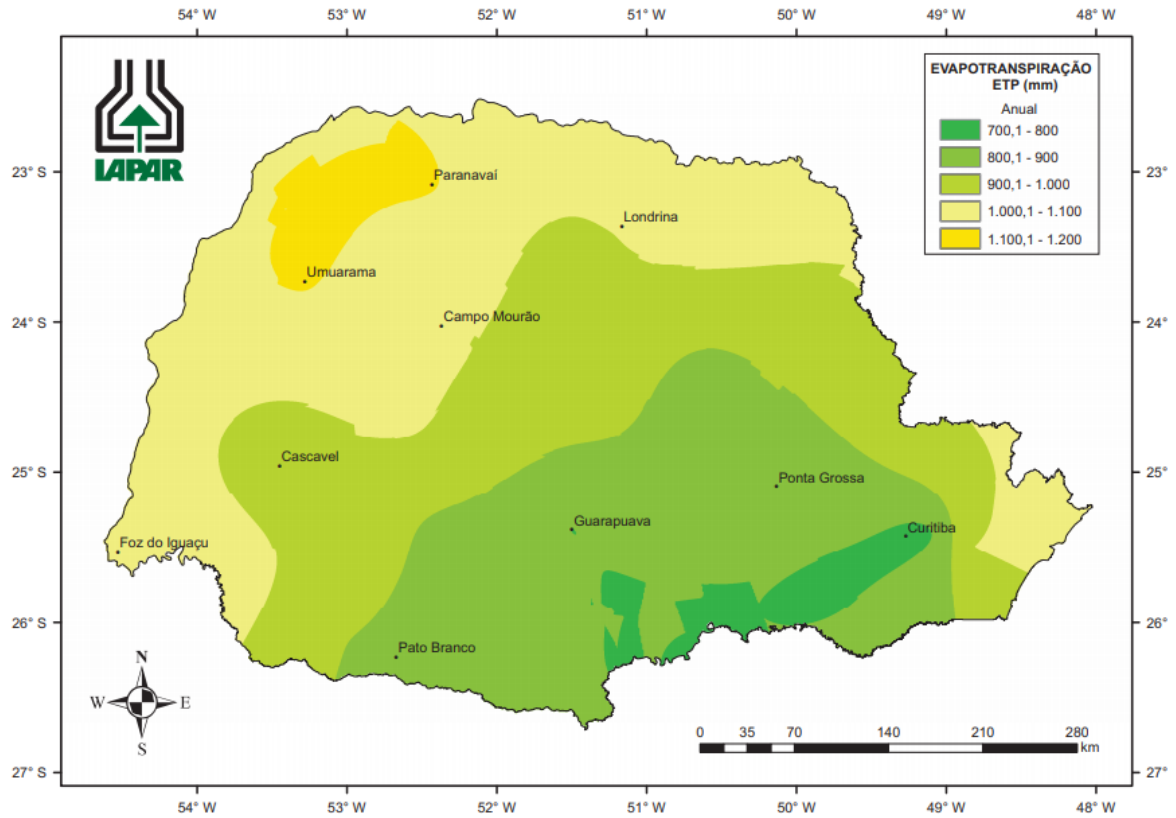 54° W 53° W 52° W 51° W 50° W 49° W 48° W
IAPAR
EVAPOTRANSPIRAÇÃO
ETP (mm)
Anual
700,1 - 800
800,1 - 900
900,1 - 1.000
1.000,1 - 1.100
1.100,1 - 1.200
23° S
23°
Paranavaí
Londrina
Umuarama
24° S
24°
Campo Mourão
Cascavel
25° S
25°
Ponta Grossa
Guarapuava
Curitiba
Foz do Iguaçu
26° S
26°
Pato Branco
N
W E
S
0 35 70 140 210 280
km
27° S
27°
54° W 53° W 52° W 51° W 50° W 49° W 48° W